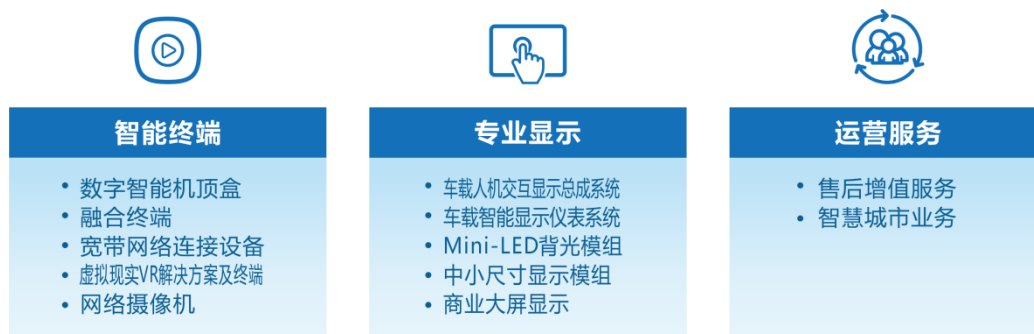 智能终端
• 数字智能机顶盒
• 融合终端
• 宽带网络连接设备
• 虚拟现实VR解决方案及终端
• 网络摄像机
专业显示
• 车载人机交互显示总成系统
• 车载智能显示仪表系统
• Mini-LED背光模组
• 中小尺寸显示模组
• 商业大屏显示
运营服务
• 售后增值服务
• 智慧城市业务